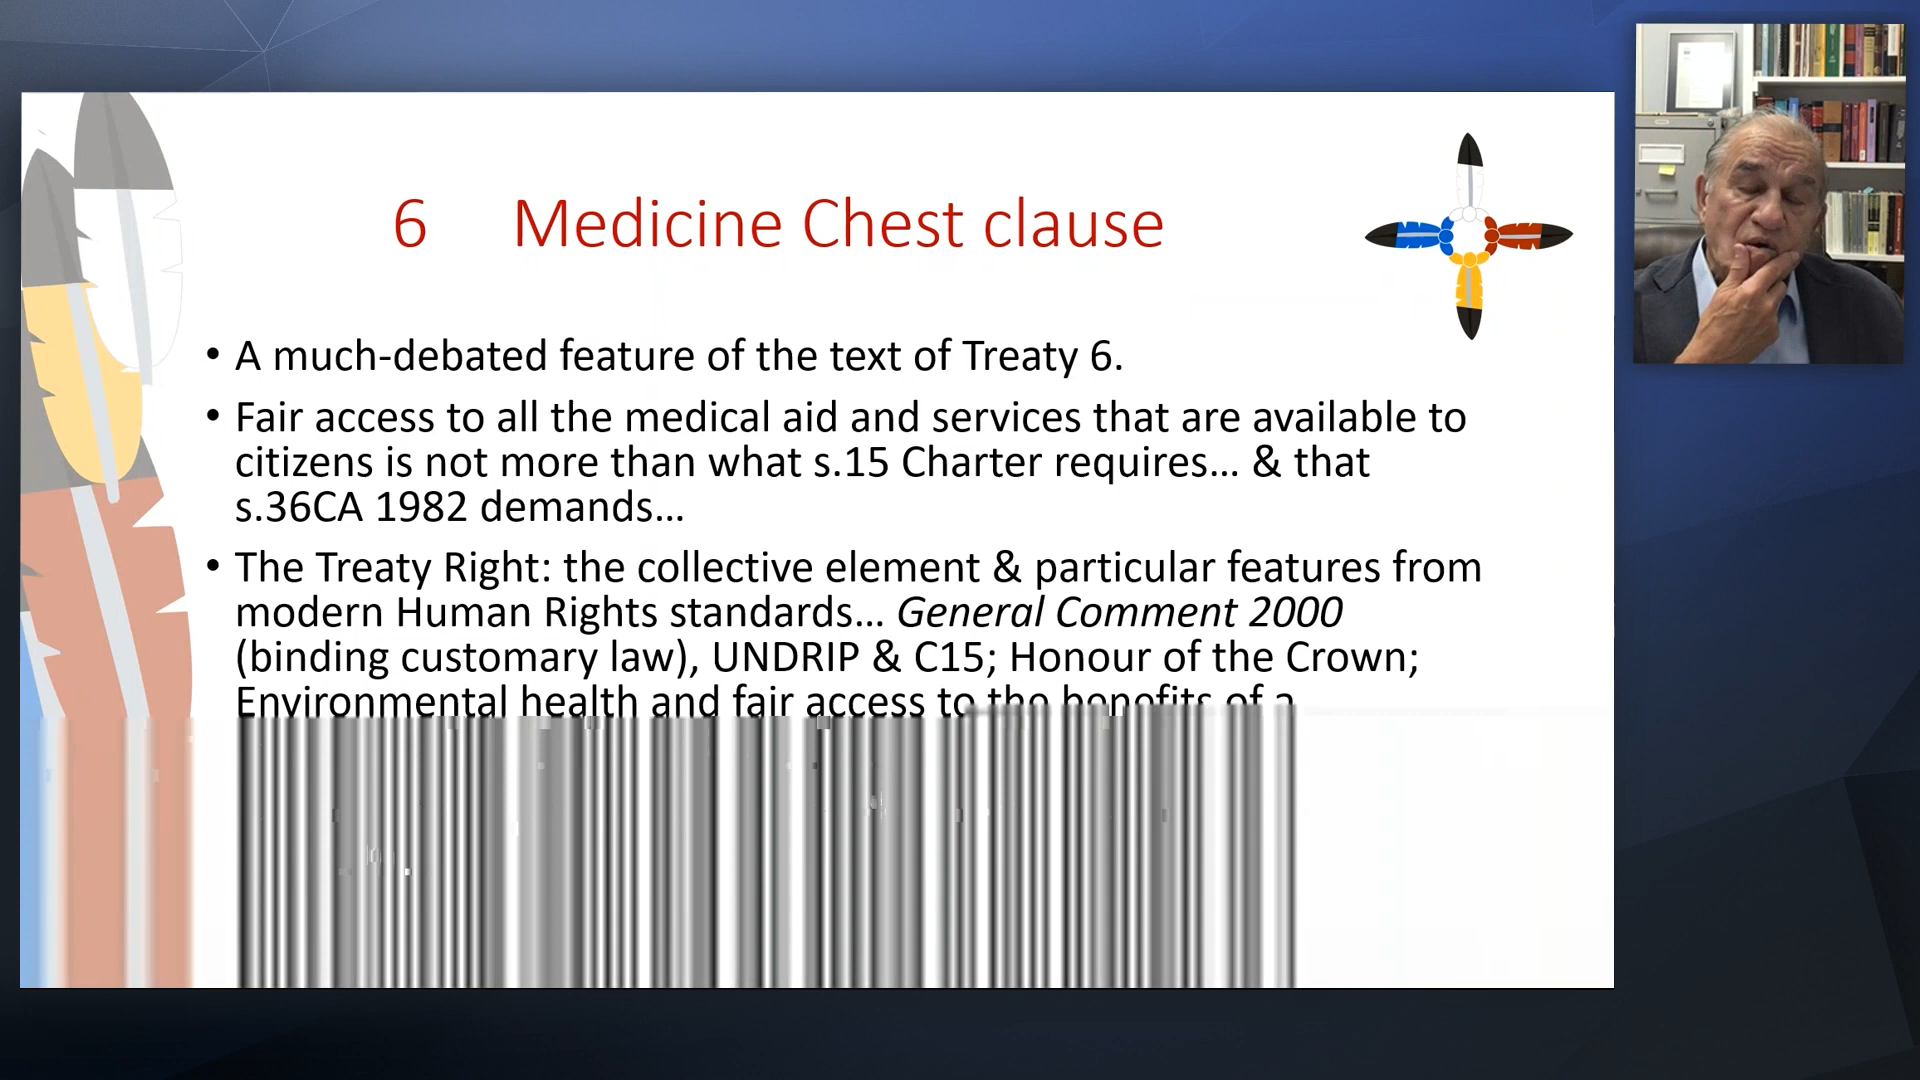 6 Medicine Chest clause
• A much-debated feature of the text of Treaty 6.
• Fair access to all the medical aid and services that are available to
citizens is not more than what s.15 Charter requires… & that
s.36CA 1982 demands…
• The Treaty Right: the collective element & particular features from
modern Human Rights standards… General Comment 2000
(binding customary law), UNDRIP & C15; Honour of the Crown;
Environmental health and fair access to the benefits of a